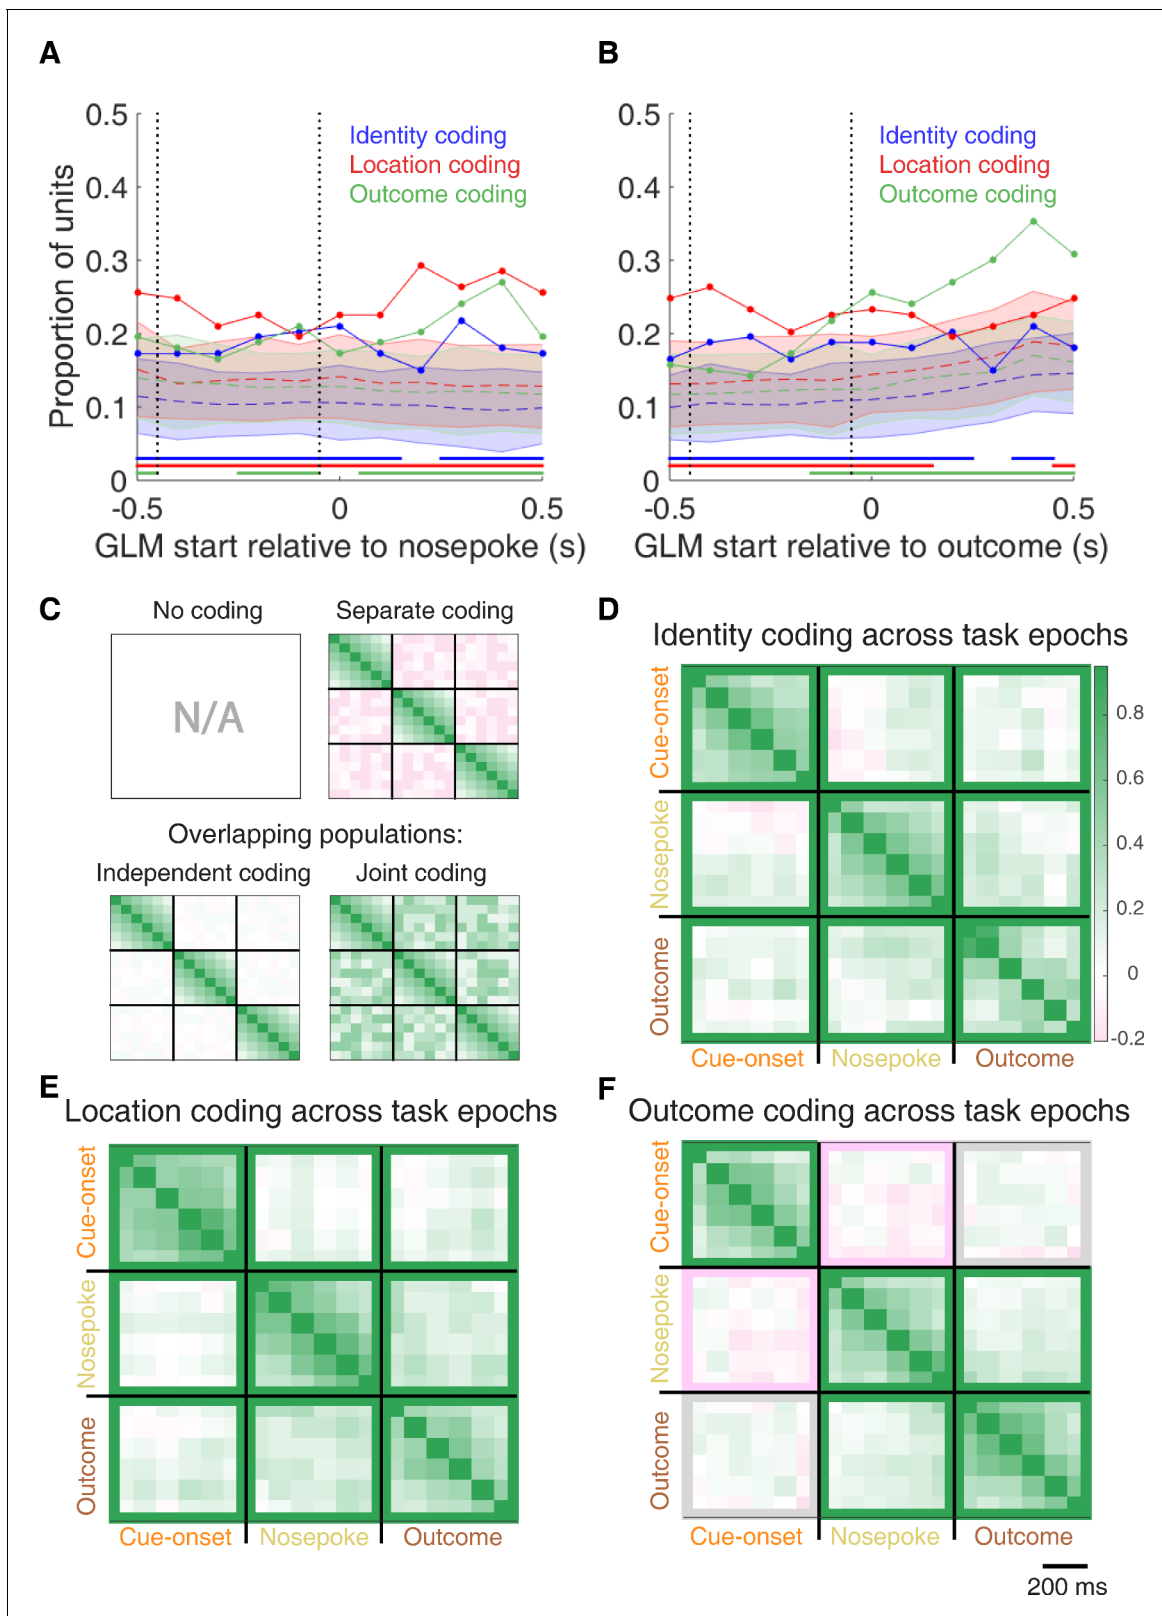 A
B
0.5
0.4
0.3
0.2
0.1
0
Proportion of units
Identity coding
Location coding
Outcome coding
-0.5 0 0.5
GLM start relative to nosepoke (s)
0.5
0.4
0.3
0.2
0.1
0
Identity coding
Location coding
Outcome coding
-0.5 0 0.5
GLM start relative to outcome (s)
C
No coding
Separate coding
N/A
Overlapping populations:
Independent coding
Joint coding
D
Identity coding across task epochs
Cue-onset
Nosepoke
Outcome
Cue-onset Nosepoke Outcome
0.8
0.6
0.4
0.2
0
-0.2
E
Location coding across task epochs
Cue-onset
Nosepoke
Outcome
Cue-onset Nosepoke Outcome
F
Outcome coding across task epochs
Cue-onset
Nosepoke
Outcome
Cue-onset Nosepoke Outcome
200 ms